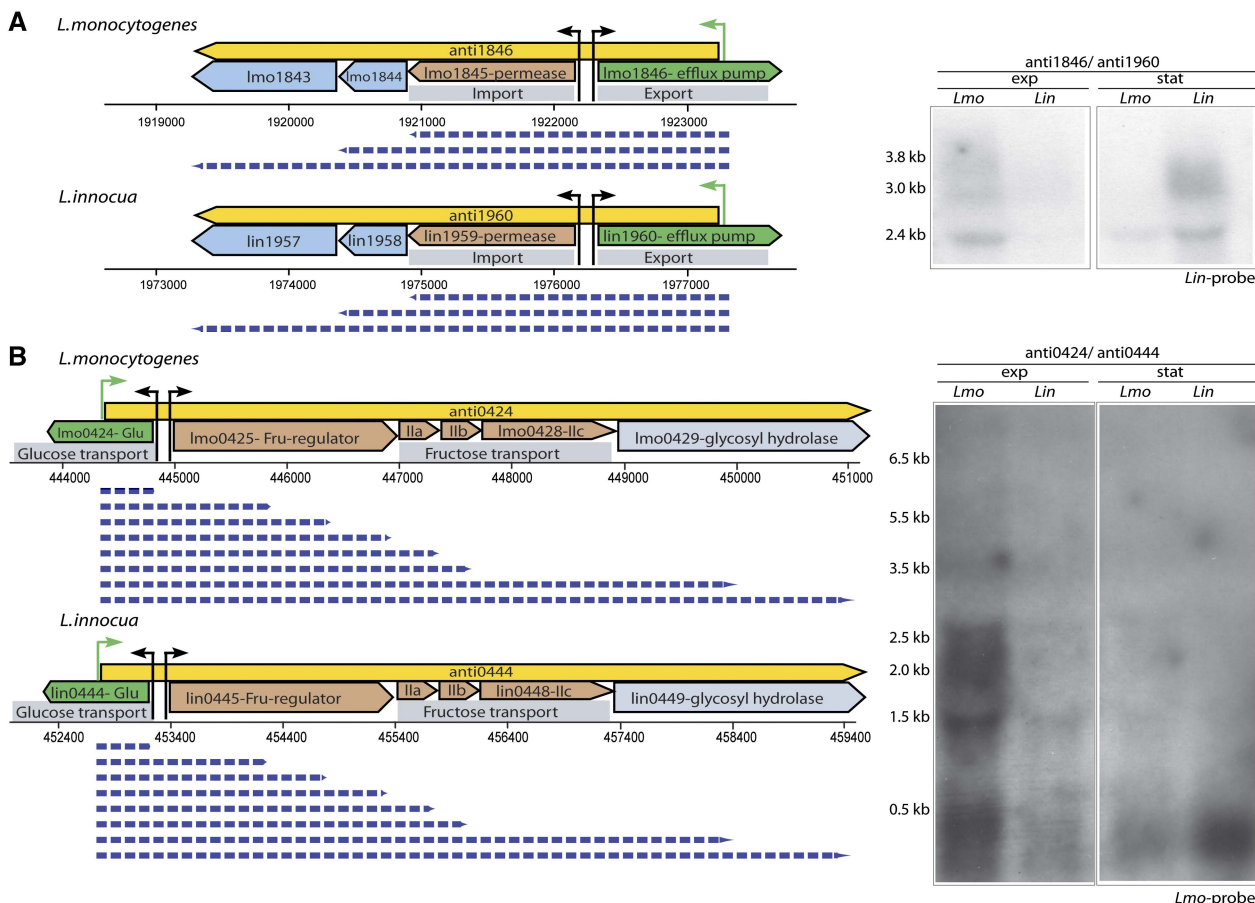 A
L.monocytogenes
anti1846
lmo1843
lmo1844
lmo1845-permease
lmo1846- efflux pump
Import
Export
1919000 1920000 1921000 1922000 1923000
L.innocua
anti1960
lin1957
lin1958
lin1959-permease
lin1960- efflux pump
Import
Export
1973000 1974000 1975000 1976000 1977000
anti1846/ anti1960
exp stat
Lmo Lin Lmo Lin
3.8 kb
3.0 kb
2.4 kb
Lin-probe
B
L.monocytogenes
anti0424
lmo0424- Glu
lmo0425- Fru-regulator
IIa
IIb
lmo0428-IIc
lmo0429-glycosyl hydrolase
Glucose transport
Fructose transport
444000 445000 446000 447000 448000 449000 450000 451000
L.innocua
anti0444
lin0444- Glu
lin0445-Fru-regulator
IIa
IIb
lin0448-IIc
lin0449-glycosyl hydrolase
Glucose transport
Fructose transport
452400 453400 454400 455400 456400 457400 458400 459400
anti0424/ anti0444
exp stat
Lmo Lin Lmo Lin
6.5 kb
5.5 kb
3.5 kb
2.5 kb
2.0 kb
1.5 kb
0.5 kb
Lmo-probe